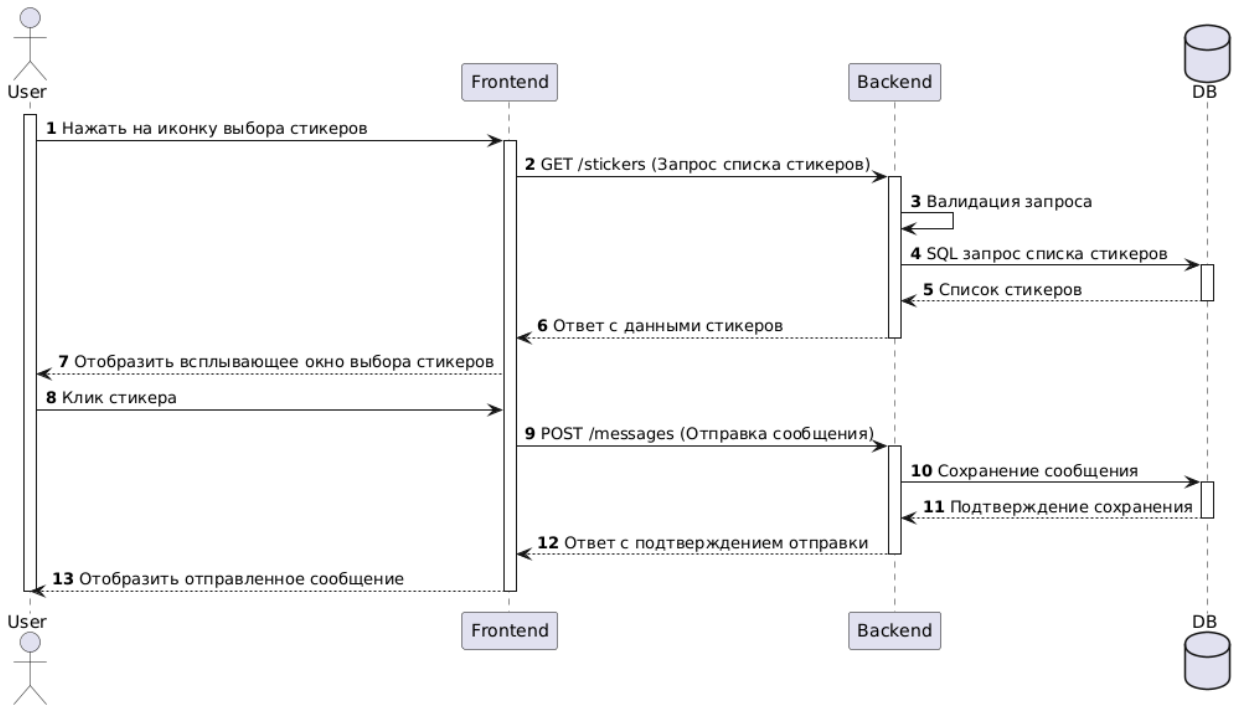 User
Frontend
Backend
DB
1 Нажать на иконку выбора стикеров
2 GET /stickers (Запрос списка стикеров)
3 Валидация запроса
4 SQL запрос списка стикеров
5 Список стикеров
6 Ответ с данными стикеров
7 Отобразить всплывающее окно выбора стикеров
8 Клик стикера
9 POST /messages (Отправка сообщения)
10 Сохранение сообщения
11 Подтверждение сохранения
12 Ответ с подтверждением отправки
13 Отобразить отправленное сообщение
User
Frontend
Backend
DB